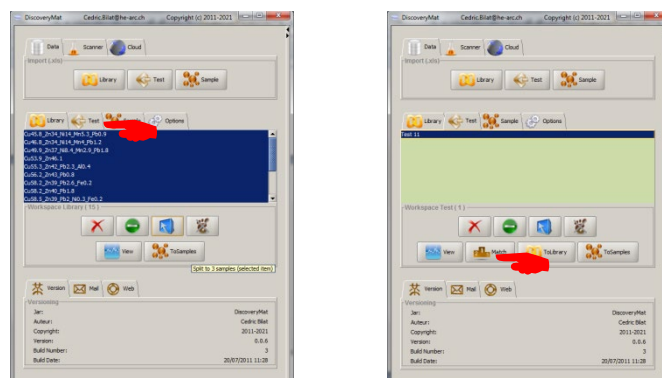 DiscoveryMat Cedric.Bilat@he-arc.ch Copyright (c) 2011-2021
Data Scanner Cloud
Import (.xls)
Library Test Sample
Library Test Options
Cu45.8_Zn34_Ni14_Mn5.3_Pb0.9
Cu46.8_Zn34_Ni14_Mn4_Pb1.2
Cu48.9_Zn37_Ni8.4_Mn2.9_Pb1.8
Cu53.9_Zn46.1
Cu55.3_Zn42_Pb2.3_Al0.4
Cu56.2_Zn43_Pb0.8
Cu58.2_Zn39_Pb2.6_Fe0.2
Cu58.2_Zn40_Pb1.8
Cu58.5_Zn39_Pb2_Ni0.3_Fe0.2
Workspace Library ( 15 )
View ToSamples
Split to 3 samples (selected item)
Version Mail Web
Versioning
Jar: DiscoveryMat
Auteur: Cedric Bilat
Copyright: 2011-2021
Version: 0.0.6
Build Number: 3
Build Date: 20/07/2011 11:28
DiscoveryMat Cedric.Bilat@he-arc.ch Copyright (c) 2011-2021
Data Scanner Cloud
Import (.xls)
Library Test Sample
Library Test Sample Options
Test 11
Workspace Test ( 1 )
View Match ToLibrary ToSamples
Version Mail Web
Versioning
Jar: DiscoveryMat
Auteur: Cedric Bilat
Copyright: 2011-2021
Version: 0.0.6
Build Number: 3
Build Date: 20/07/2011 11:28